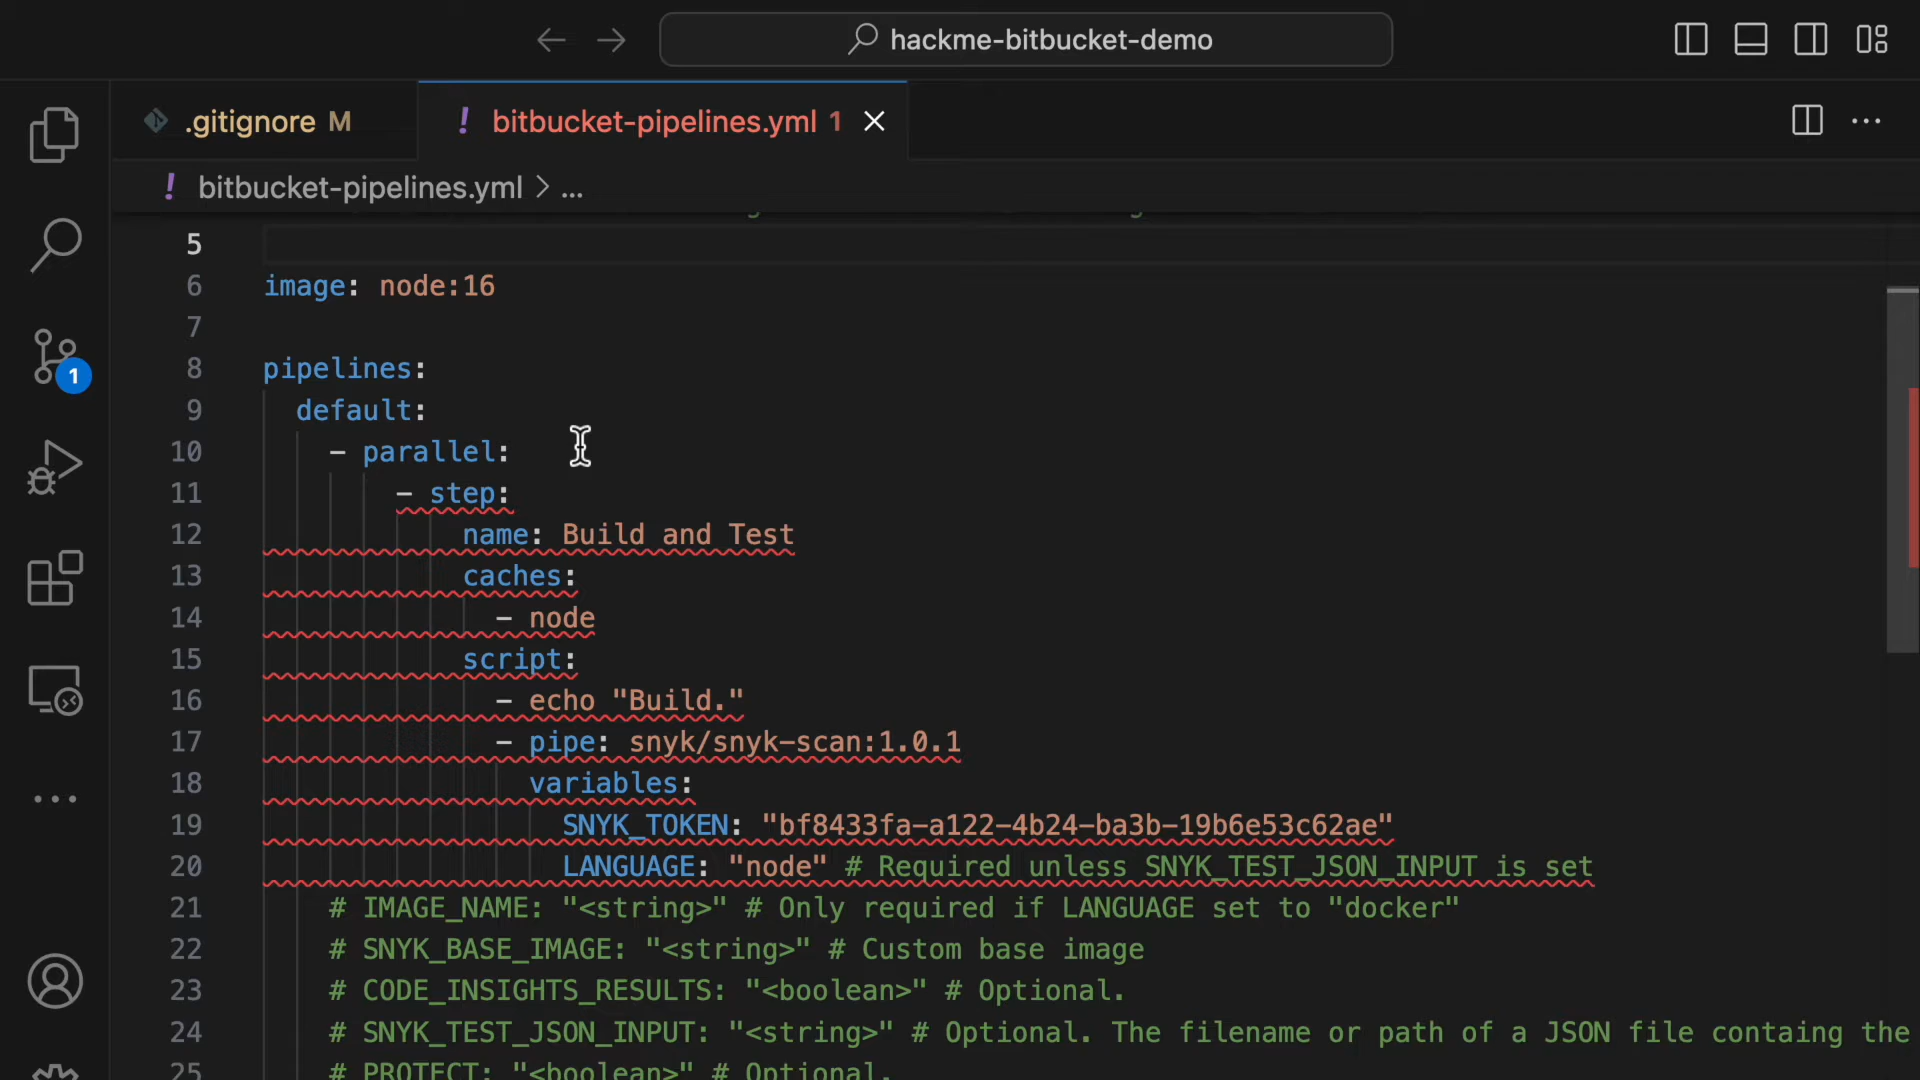 hackme-bitbucket-demo
.gitignore M
! bitbucket-pipelines.yml 1
! bitbucket-pipelines.yml > ...
5
6 image: node:16
7
8 pipelines:
9 default:
10 - parallel:
11 - step:
12 name: Build and Test
13 caches:
14 - node
15 script:
16 - echo "Build."
17 - pipe: snyk/snyk-scan:1.0.1
18 variables:
19 SNYK_TOKEN: "bf8433fa-a122-4b24-ba3b-19b6e53c62ae"
20 LANGUAGE: "node" # Required unless SNYK_TEST_JSON_INPUT is set
21 # IMAGE_NAME: "<string>" # Only required if LANGUAGE set to "docker"
22 # SNYK_BASE_IMAGE: "<string>" # Custom base image
23 # CODE_INSIGHTS_RESULTS: "<boolean>" # Optional.
24 # SNYK_TEST_JSON_INPUT: "<string>" # Optional. The filename or path of a JSON file containg the
25 # PROTECT: "<boolean>" # Optional.
1